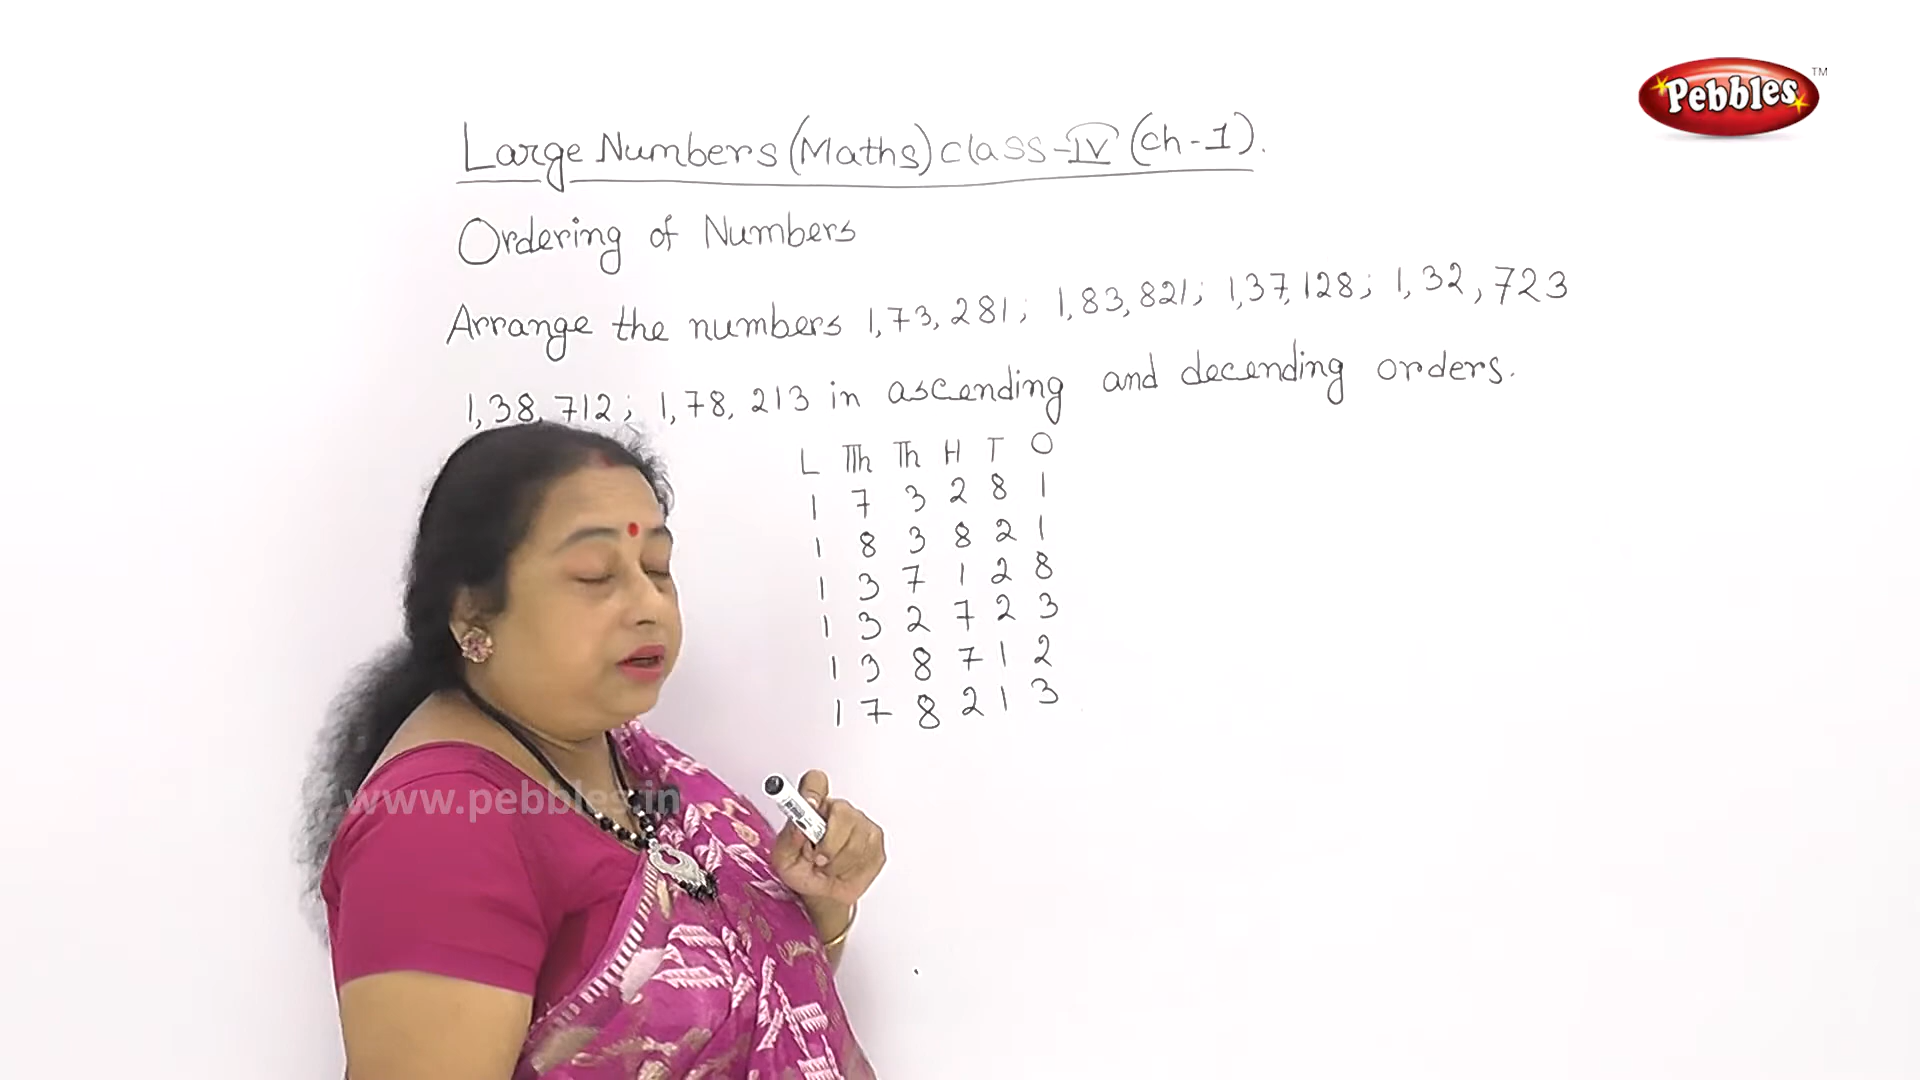 Pebbles TM
Large Numbers (Maths) class-IV (ch-1).
Ordering of Numbers
Arrange the numbers 1,73,281; 1,83,821; 1,37,128; 1,32,723
1,38,712; 1,78,213 in ascending and decending orders.
L TTh Th H T O
1 7 3 2 8 1
1 8 3 8 2 1
1 3 7 1 2 8
1 3 2 7 2 3
1 3 8 7 1 2
1 7 8 2 1 3
www.pebbles.in